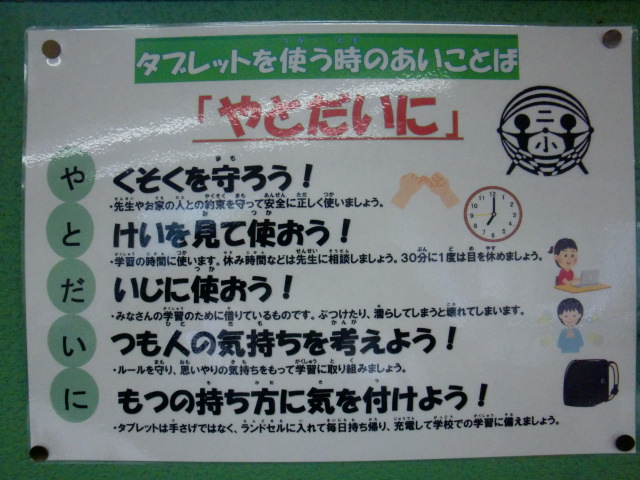 タブレットを使う時のあいことば
「やとだいに」
二小
やくそくを守ろう！
・先生やお家の人との約束を守って安全に正しく使いましょう。
とけいを見て使おう！
・学習の時間に使います。休み時間などは先生に相談しましょう。30分に1度は目を休めましょう。
だいじに使おう！
・みなさんの学習のために借りているものです。ぶつけたり、濡らしてしまうと壊れてしまいます。
いつも人の気持ちを考えよう！
・ルールを守り、思いやりの気持ちをもって学習に取り組みましょう。
にもつの持ち方に気を付けよう！
・タブレットは手さげではなく、ランドセルに入れて毎日持ち帰り、充電して学校での学習に備えましょう。